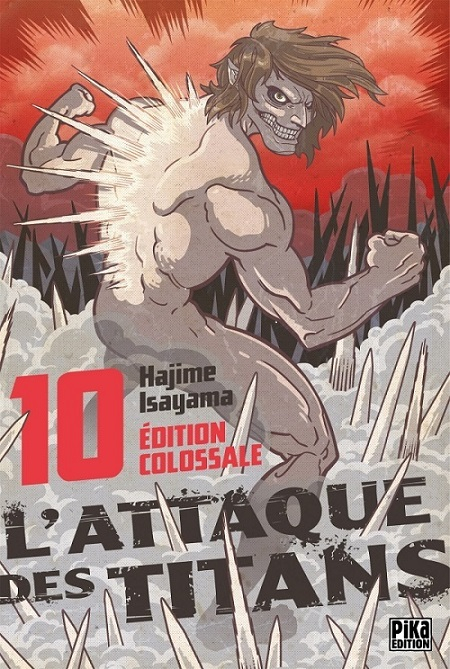 10
Hajime
Isayama
ÉDITION
COLOSSALE
L'ATTAQUE
DES TITANS
PiKA
EDITION